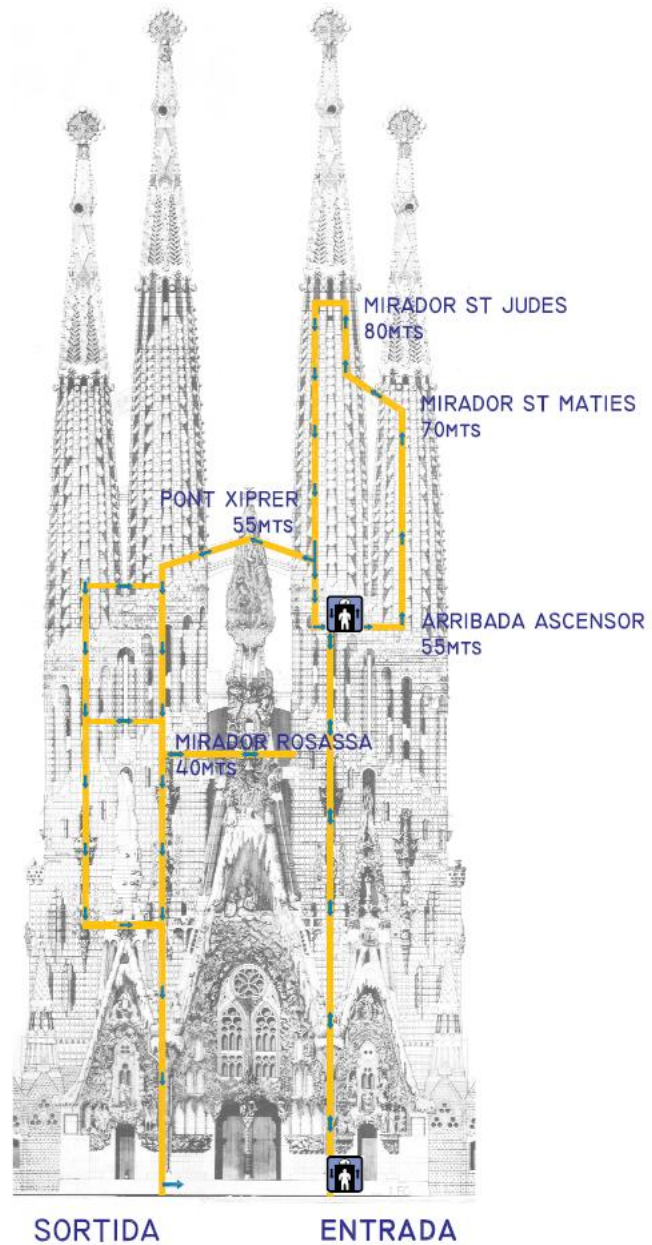 MIRADOR ST JUDES
80MTS
MIRADOR ST MATIES
70MTS
PONT XIPRER
55MTS
ARRIBADA ASCENSOR
55MTS
MIRADOR ROSASSA
40MTS
SORTIDA
ENTRADA